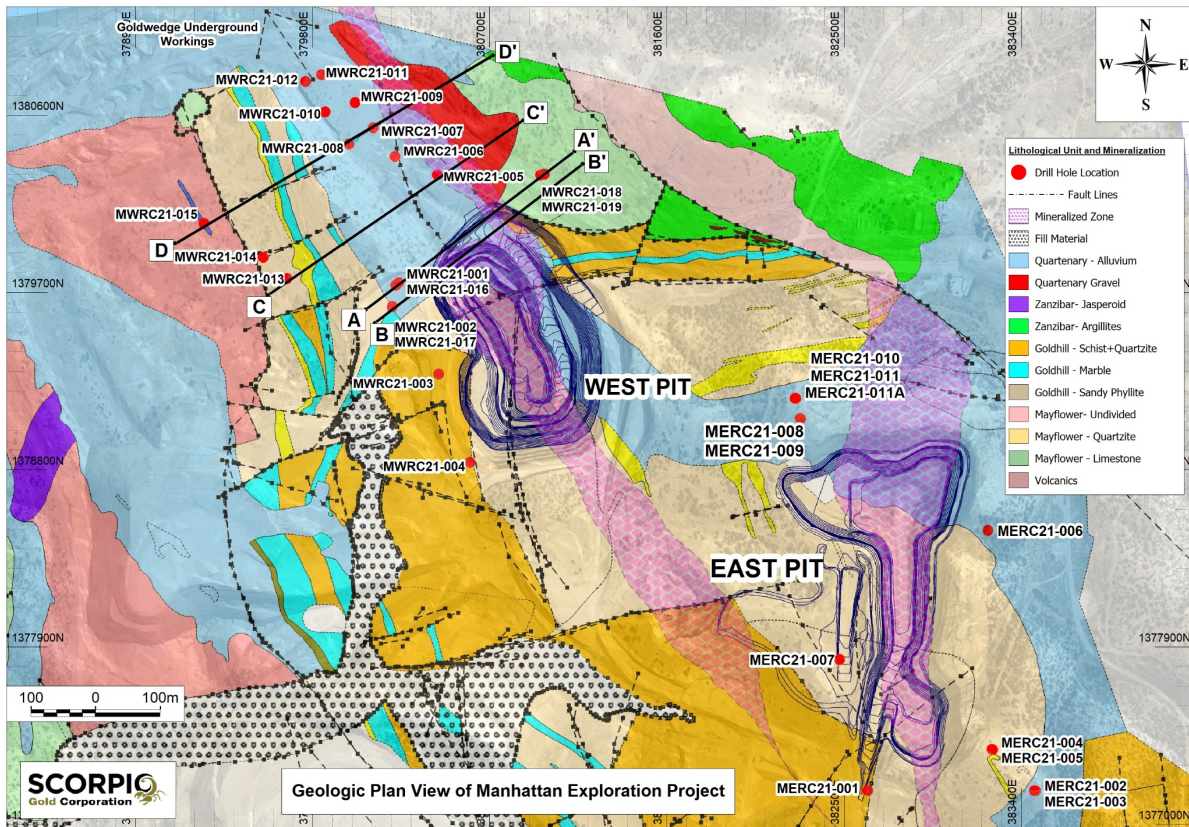 Goldwedge Underground
Workings
3789
379800E
380700E
381600E
382500E
383400E
N
W
E
S
1380600N
1379700N
1378800N
1377900N
1377900N
1377000N
382500
383400E
MWRC21-012
MWRC21-011
MWRC21-009
MWRC21-010
MWRC21-007
MWRC21-008
MWRC21-006
MWRC21-005
MWRC21-018
MWRC21-019
MWRC21-015
MWRC21-014
MWRC21-013
MWRC21-001
MWRC21-016
MWRC21-002
MWRC21-017
MWRC21-003
MWRC21-004
D'
C'
A'
B'
D
C
A
B
WEST PIT
EAST PIT
MERC21-010
MERC21-011
MERC21-011A
MERC21-008
MERC21-009
MERC21-006
MERC21-007
MERC21-004
MERC21-005
MERC21-001
MERC21-002
MERC21-003
Lithological Unit and Mineralization
Drill Hole Location
Fault Lines
Mineralized Zone
Fill Material
Quartenary - Alluvium
Quartenary Gravel
Zanzibar- Jasperoid
Zanzibar- Argillites
Goldhill - Schist+Quartzite
Goldhill - Marble
Goldhill - Sandy Phyllite
Mayflower- Undivided
Mayflower - Quartzite
Mayflower - Limestone
Volcanics
100 0 100m
SCORPIO
Gold Corporation
Geologic Plan View of Manhattan Exploration Project